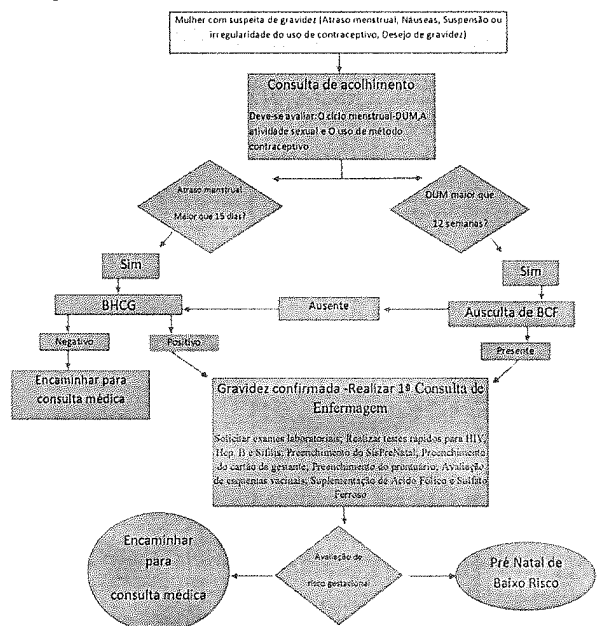 Mulher com suspeita de gravidez (Atraso menstrual, Náuseas, Suspensão ou
irregularidade do uso de contraceptivo, Desejo de gravidez)
Consulta de acolhimento
Deve-se avaliar: O ciclo menstrual-DUM, A
atividade sexual e O uso de método
contraceptivo
Atraso menstrual
Maior que 15 dias?
DUM maior que
12 semanas?
Sim
Sim
BHCG
Ausente
Ausculta de BCF
Negativo
Positivo
Presente
Encaminhar para
consulta médica
Gravidez confirmada -Realizar 1ª Consulta de
Enfermagem
Solicitar exames laboratoriais; Realizar testes rápidos para HIV,
Hep. B e Sífilis; Preenchimento do SisPreNatal; Preenchimento
do cartão da gestante; Preenchimento do prontuário; Avaliação
de esquemas vacinais; Suplementação de Ácido Fólico e Sulfato
Ferroso
Encaminhar
para
consulta médica
Avaliação de
risco gestacional
Pré Natal de
Baixo Risco